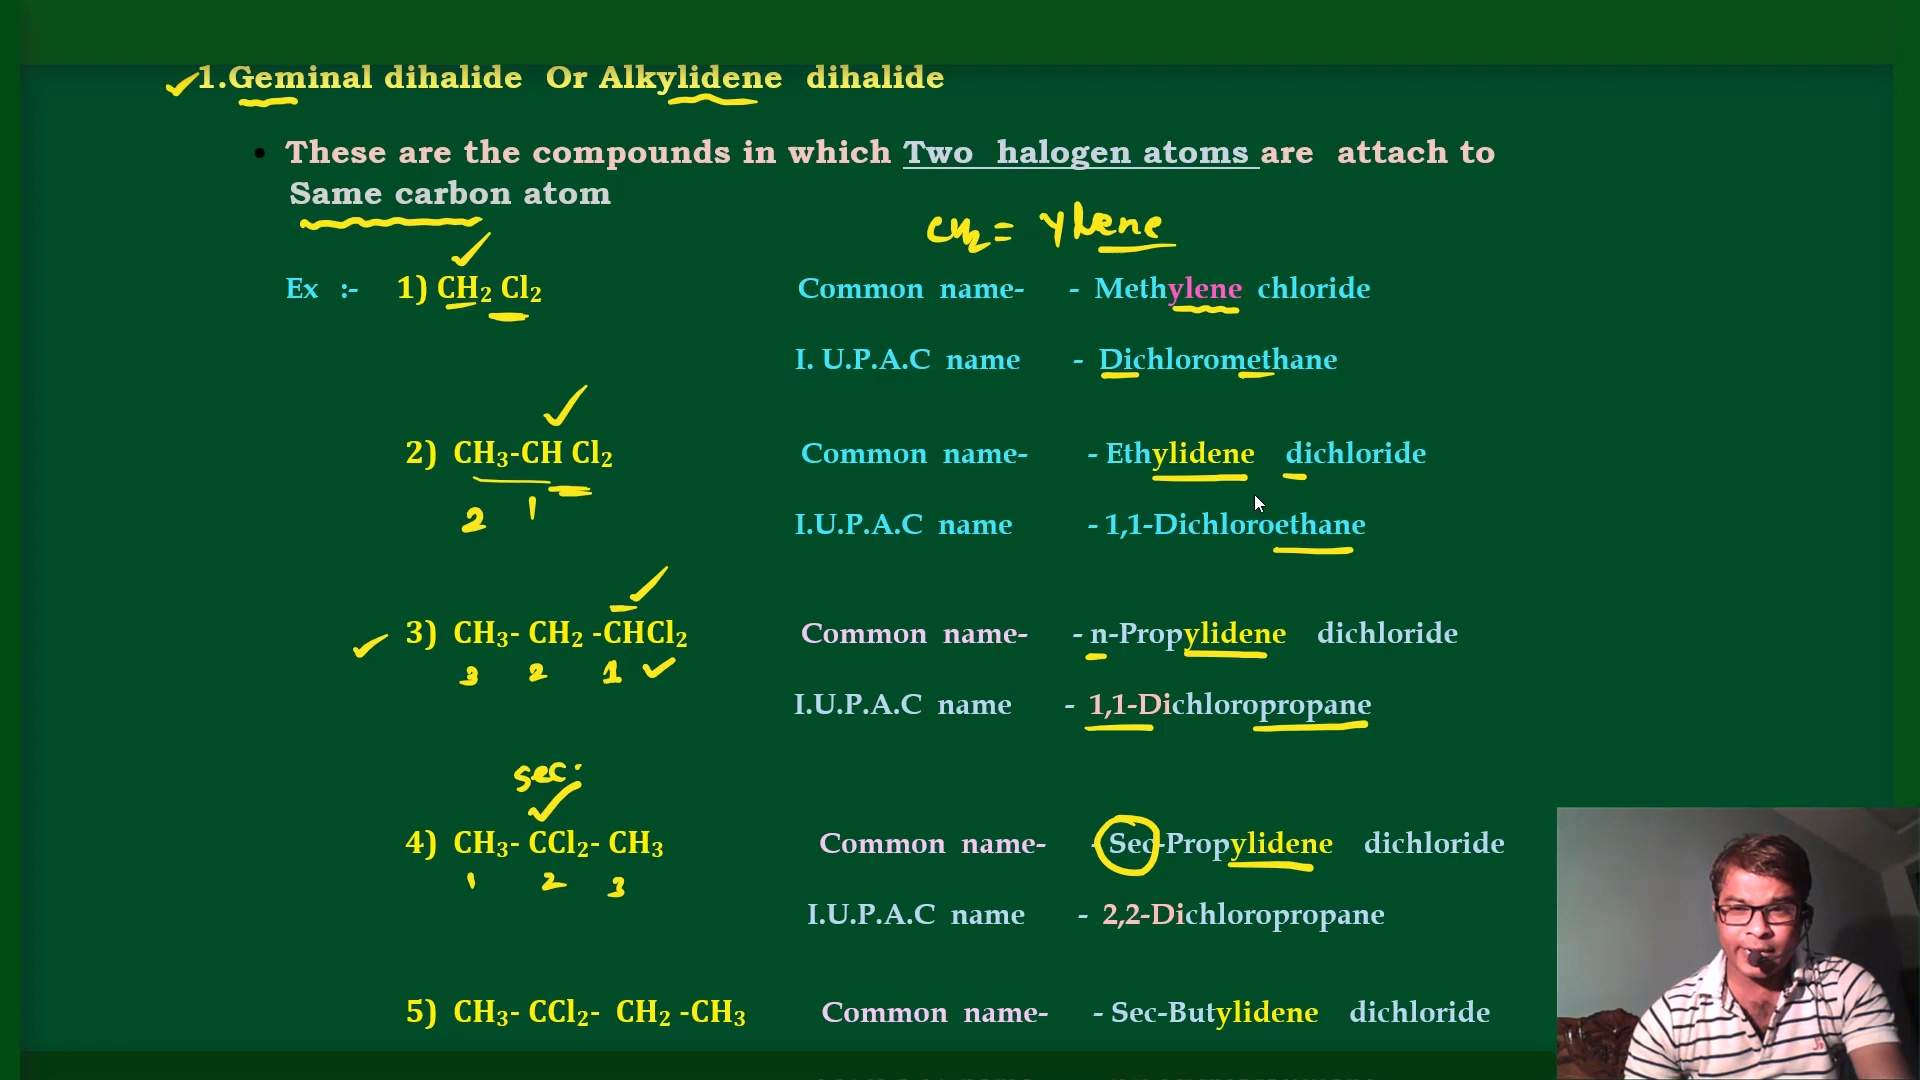 1.Geminal dihalide Or Alkylidene dihalide
• These are the compounds in which Two halogen atoms are attach to
Same carbon atom
CH2 = ylene
Ex :- 1) CH₂ Cl₂ Common name- - Methylene chloride
I. U.P.A.C name - Dichloromethane
2) CH₃-CH Cl₂ Common name- - Ethylidene dichloride
2 1
I.U.P.A.C name - 1,1-Dichloroethane
3) CH₃- CH₂ -CHCl₂ Common name- - n-Propylidene dichloride
3 2 1
I.U.P.A.C name - 1,1-Dichloropropane
sec.
4) CH₃- CCl₂- CH₃ Common name- - Sec-Propylidene dichloride
1 2 3
I.U.P.A.C name - 2,2-Dichloropropane
5) CH₃- CCl₂- CH₂ -CH₃ Common name- - Sec-Butylidene dichloride